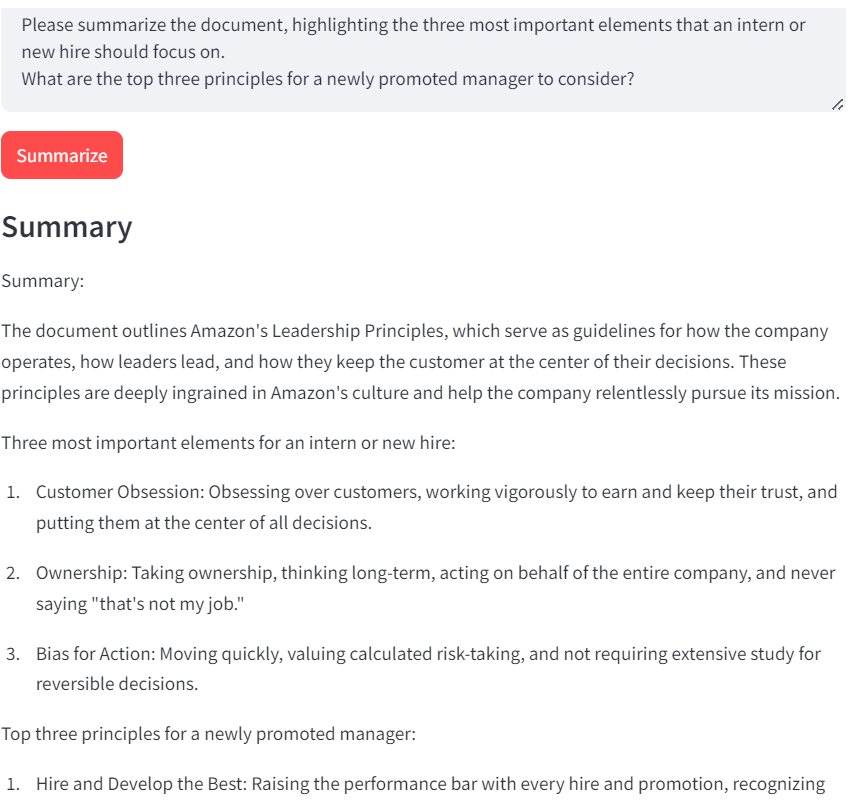 Please summarize the document, highlighting the three most important elements that an intern or
new hire should focus on.
What are the top three principles for a newly promoted manager to consider?
Summarize
Summary
Summary:
The document outlines Amazon's Leadership Principles, which serve as guidelines for how the company
operates, how leaders lead, and how they keep the customer at the center of their decisions. These
principles are deeply ingrained in Amazon's culture and help the company relentlessly pursue its mission.
Three most important elements for an intern or new hire:
1. Customer Obsession: Obsessing over customers, working vigorously to earn and keep their trust, and
putting them at the center of all decisions.
2. Ownership: Taking ownership, thinking long-term, acting on behalf of the entire company, and never
saying "that's not my job."
3. Bias for Action: Moving quickly, valuing calculated risk-taking, and not requiring extensive study for
reversible decisions.
Top three principles for a newly promoted manager:
1. Hire and Develop the Best: Raising the performance bar with every hire and promotion, recognizing